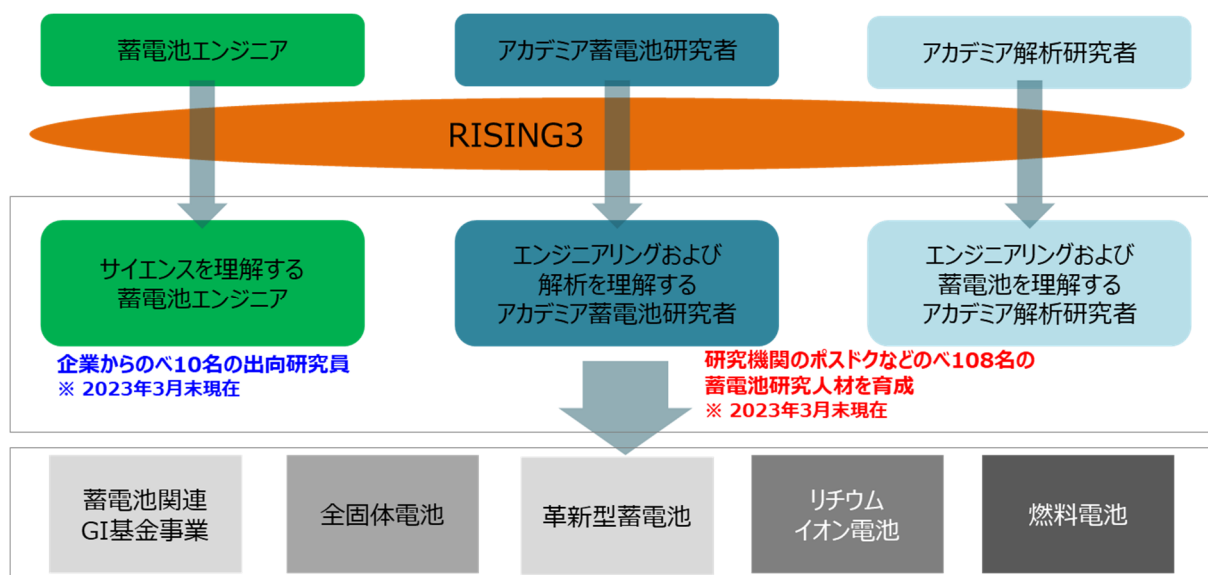 蓄電池エンジニア
アカデミア蓄電池研究者
アカデミア解析研究者
RISING3
サイエンスを理解する
蓄電池エンジニア
エンジニアリングおよび
解析を理解する
アカデミア蓄電池研究者
エンジニアリングおよび
蓄電池を理解する
アカデミア解析研究者
企業からのべ10名の出向研究員
※ 2023年3月末現在
研究機関のポスドクなどのべ108名の
蓄電池研究人材を育成
※ 2023年3月末現在
蓄電池関連
GI基金事業
全固体電池
革新型蓄電池
リチウム
イオン電池
燃料電池